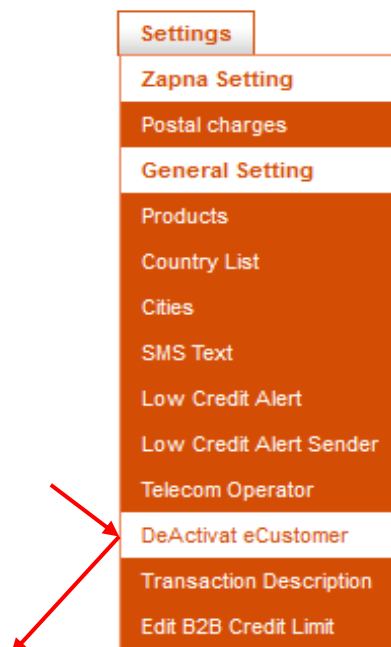 Settings
Zapna Setting
Postal charges
General Setting
Products
Country List
Cities
SMS Text
Low Credit Alert
Low Credit Alert Sender
Telecom Operator
DeActivat eCustomer
Transaction Description
Edit B2B Credit Limit